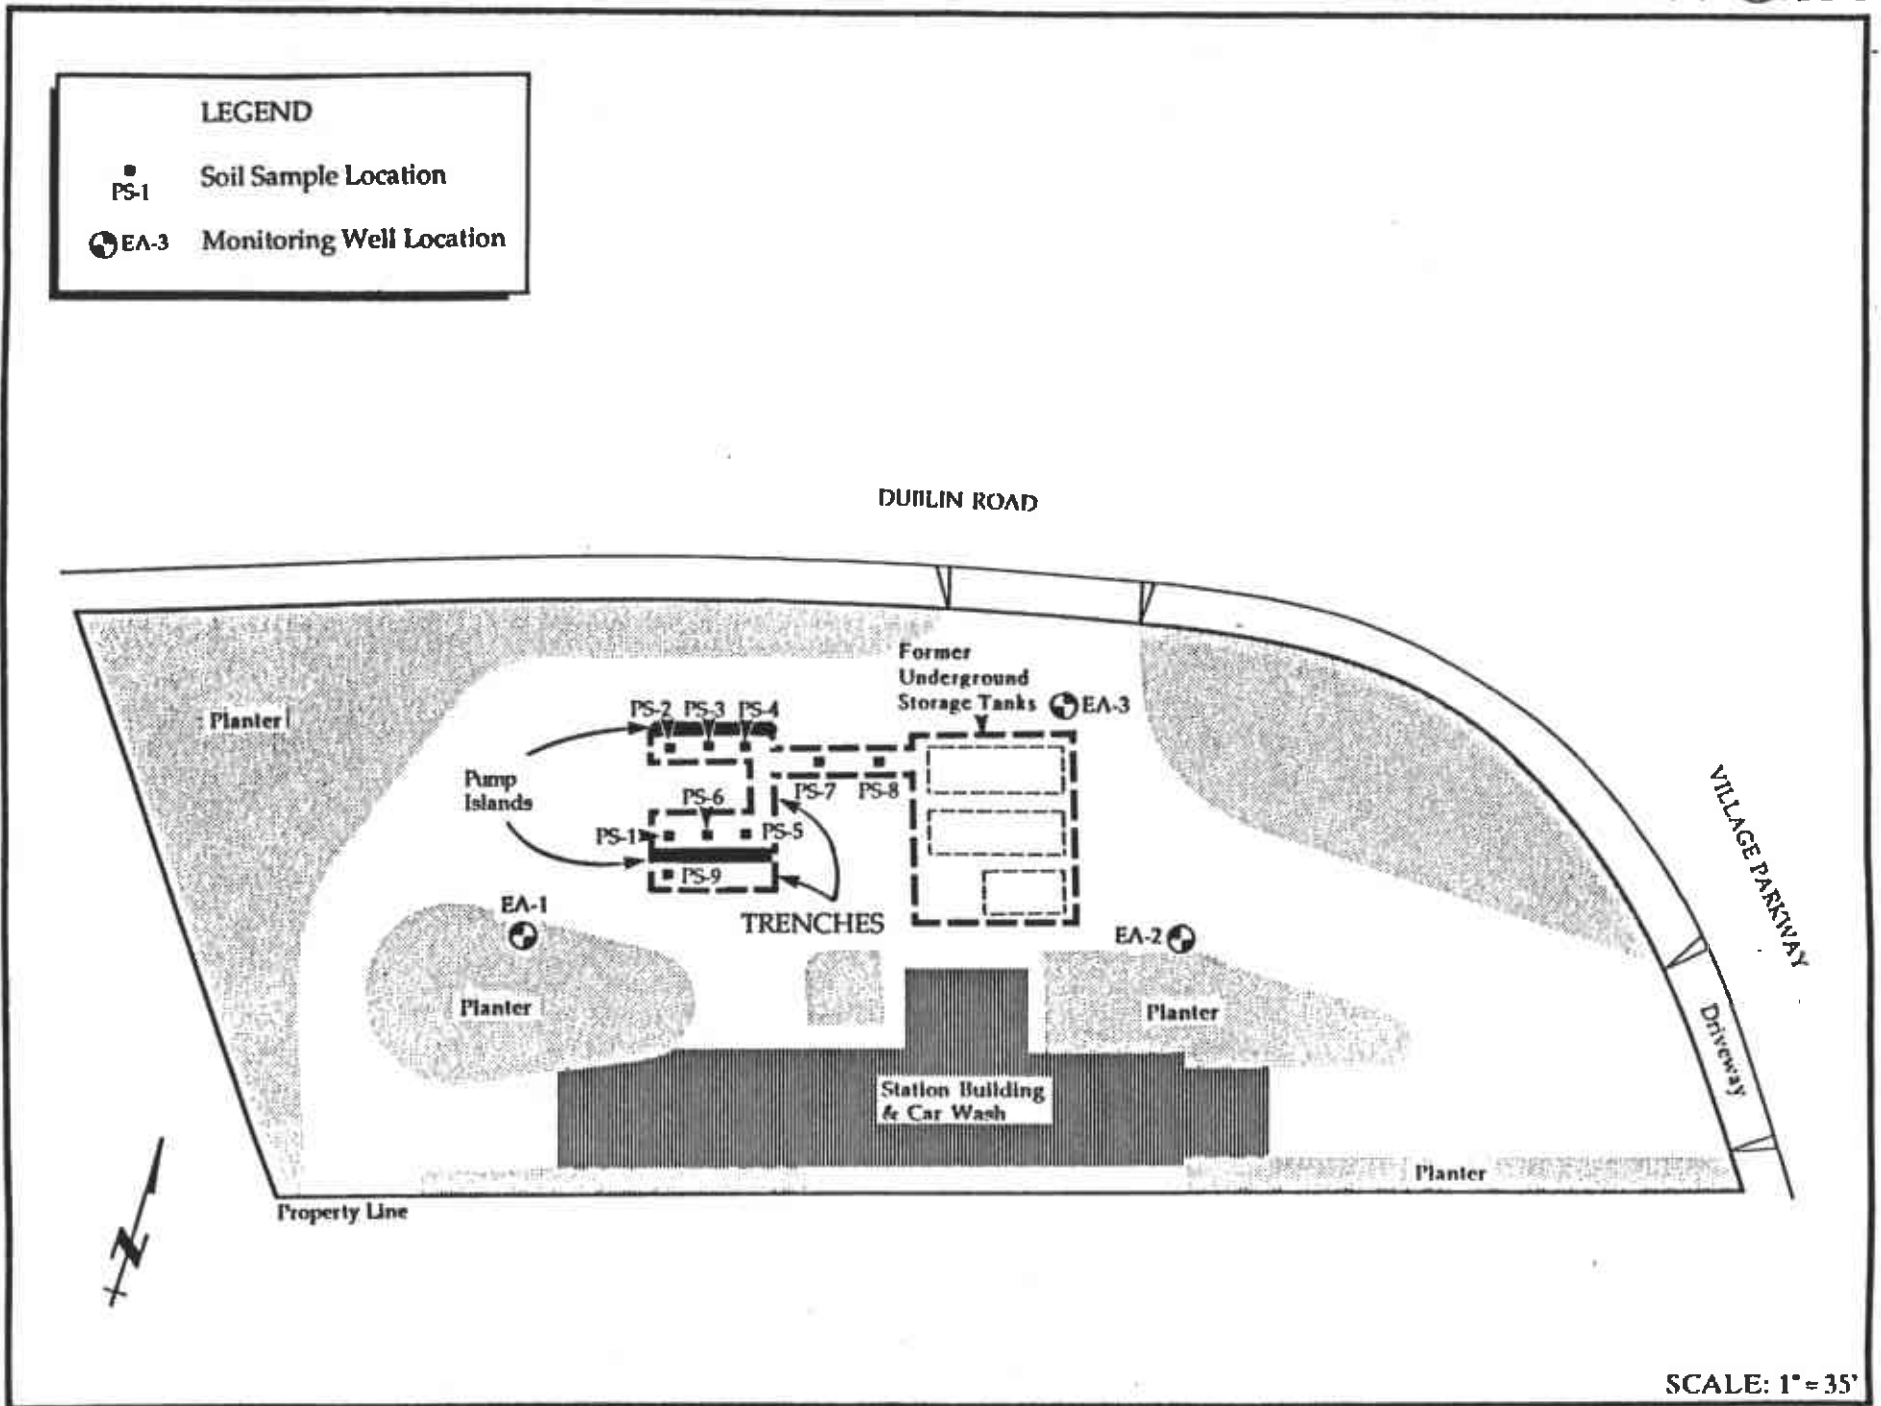 LEGEND
PS-1 Soil Sample Location
EA-3 Monitoring Well Location
DUBLIN ROAD
Former
Underground
Storage Tanks
EA-3
PS-2 PS-3 PS-4
Planter
Pump
Islands
PS-6
PS-7 PS-8
PS-1
PS-5
PS-9
VILLAGE PARKWAY
EA-1
TRENCHES
EA-2
Planter
Planter
Driveway
Station Building
& Car Wash
Planter
Property Line
N
SCALE: 1" = 35'